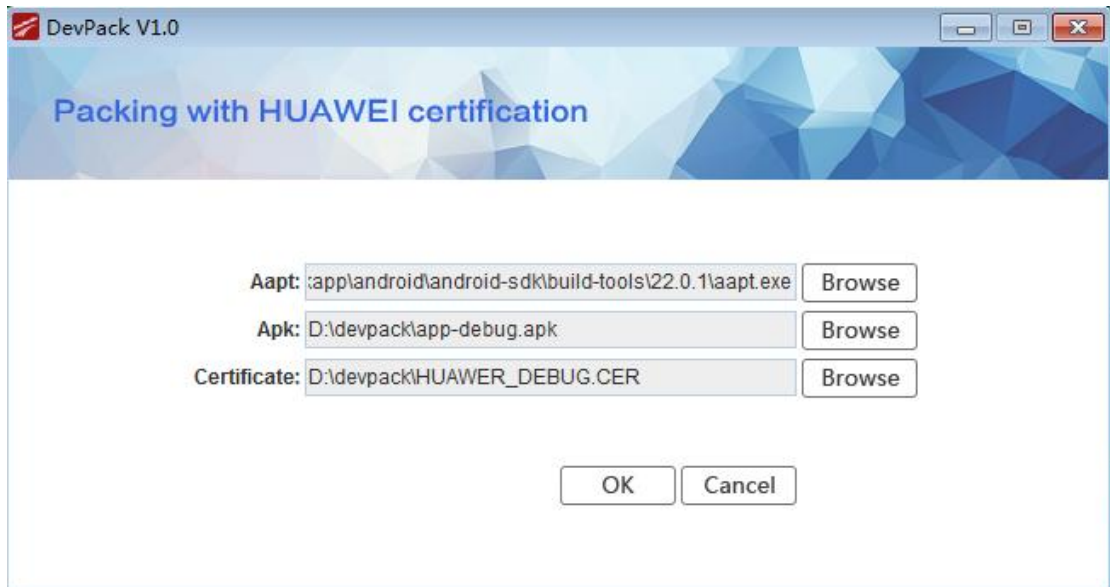 DevPack V1.0
Packing with HUAWEI certification
Aapt: :app\android\android-sdk\build-tools\22.0.1\aapt.exe Browse
Apk: D:\devpack\app-debug.apk Browse
Certificate: D:\devpack\HUAWER_DEBUG.CER Browse
OK Cancel